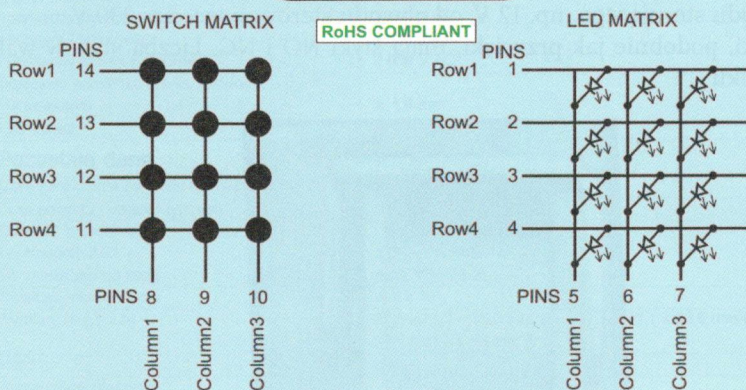 SWITCH MATRIX
RoHS COMPLIANT
LED MATRIX
PINS
Row1 14
Row2 13
Row3 12
Row4 11
PINS 8 9 10
Column1
Column2
Column3
PINS
Row1 1
Row2 2
Row3 3
Row4 4
PINS 5 6 7
Column1
Column2
Column3